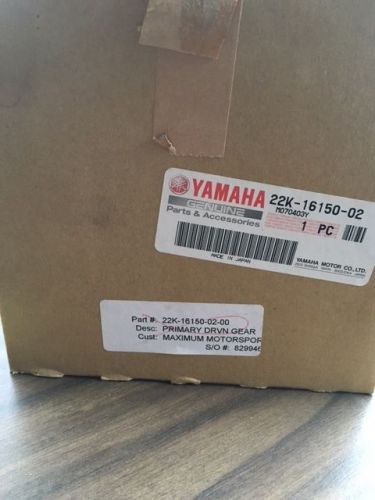 YAMAHA
GENUINE
Parts & Accessories
22K-16150-02
M070403Y
1 PC
MADE IN JAPAN
YAMAHA MOTOR CO.,LTD.
Part #: 22K-16150-02-00
Desc: PRIMARY DRVN GEAR
Cust: MAXIMUM MOTORSPOR
S/O #: 829946